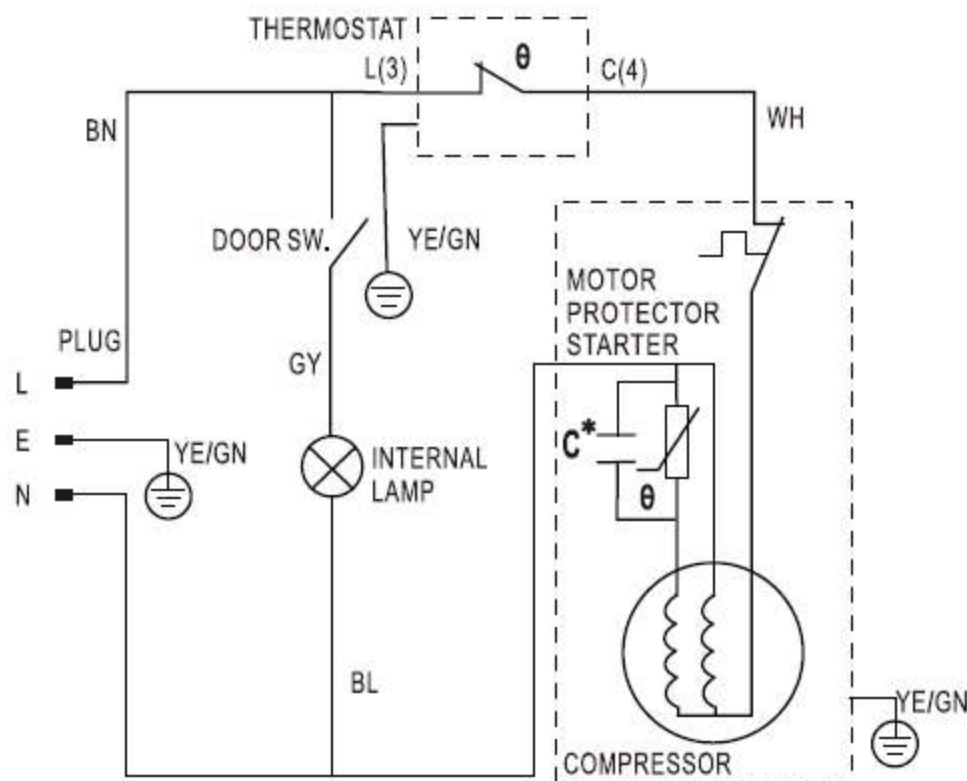 THERMOSTAT
L(3)
θ
C(4)
BN
WH
DOOR SW.
YE/GN
MOTOR
PROTECTOR
STARTER
PLUG
L
GY
E
YE/GN
C*
N
INTERNAL
LAMP
θ
BL
YE/GN
COMPRESSOR